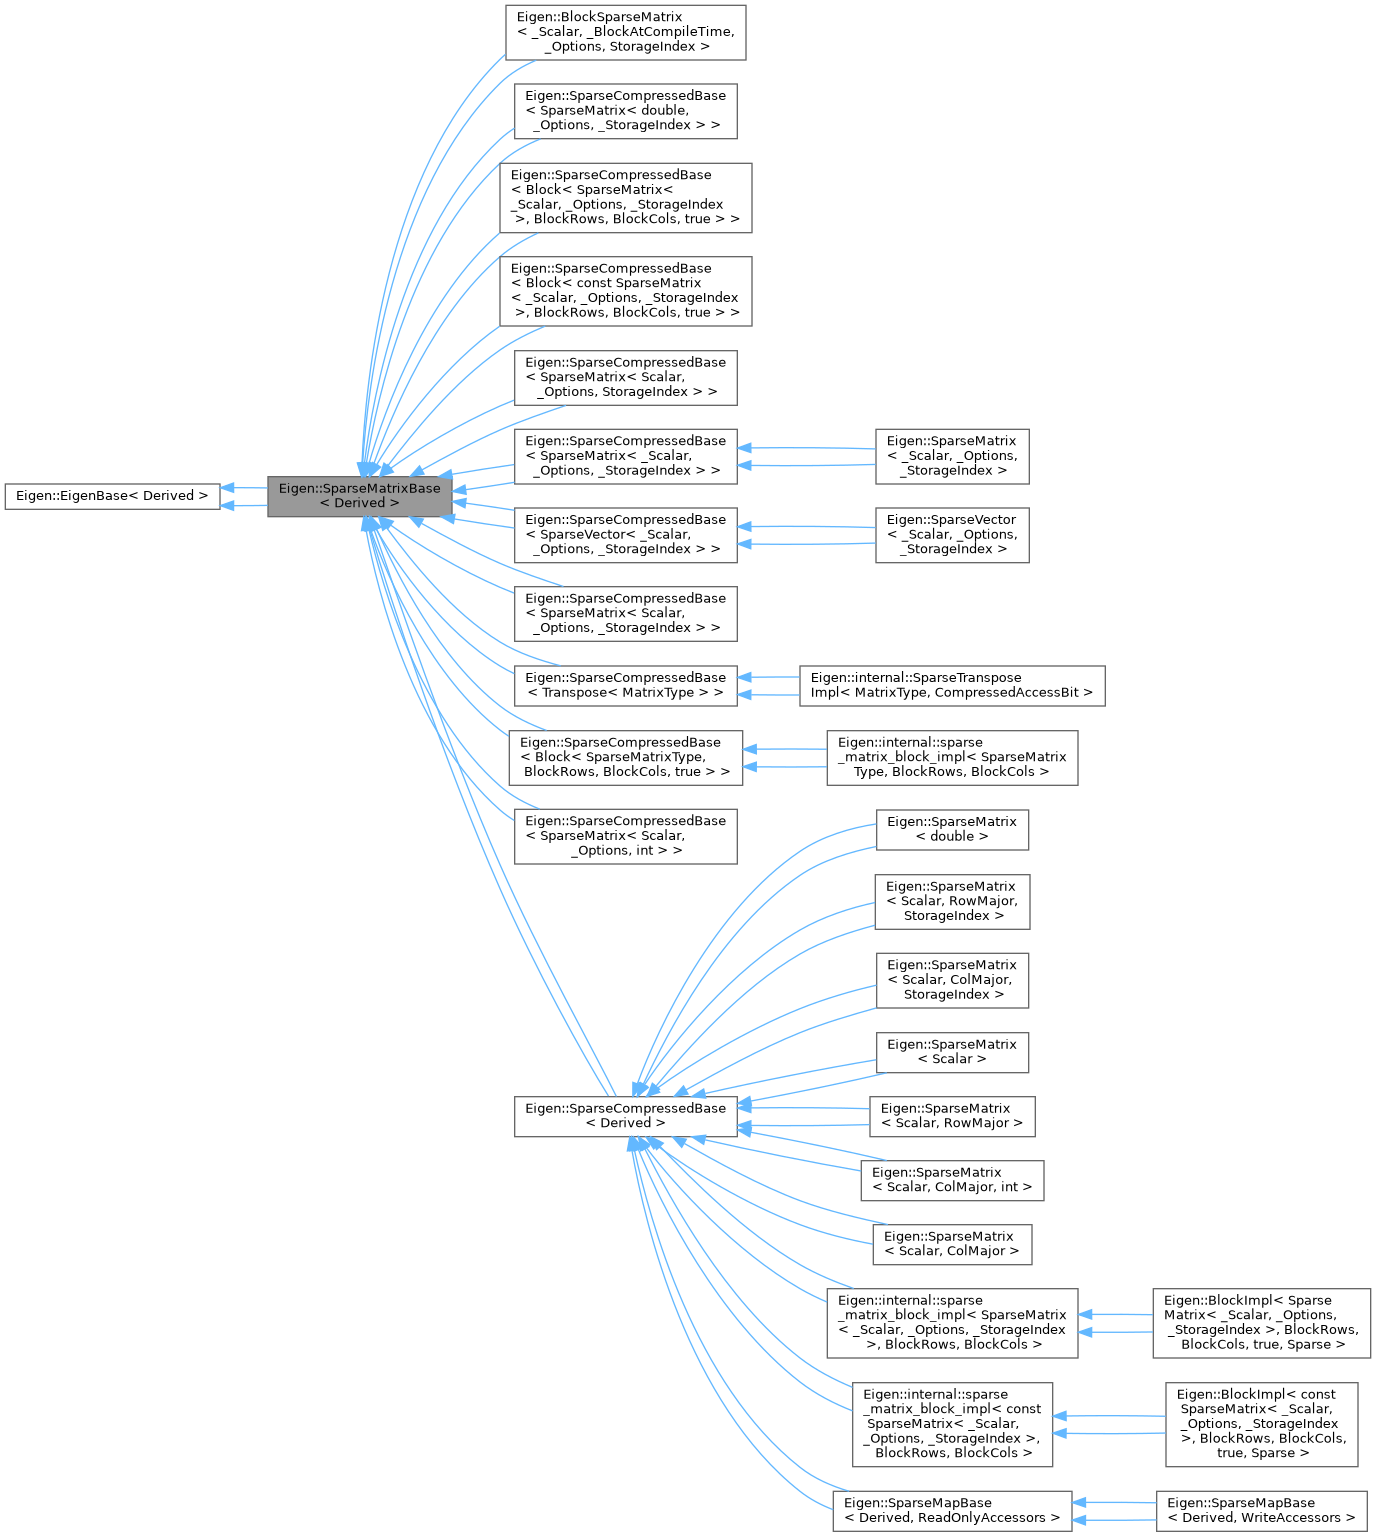 Eigen::BlockSparseMatrix
< _Scalar, _BlockAtCompileTime,
_Options, StorageIndex >
Eigen::SparseCompressedBase
< SparseMatrix< double,
_Options, _StorageIndex > >
Eigen::SparseCompressedBase
< Block< SparseMatrix<
_Scalar, _Options, _StorageIndex
>, BlockRows, BlockCols, true > >
Eigen::SparseCompressedBase
< Block< const SparseMatrix
< _Scalar, _Options, _StorageIndex
>, BlockRows, BlockCols, true > >
Eigen::SparseCompressedBase
< SparseMatrix< Scalar,
_Options, StorageIndex > >
Eigen::SparseCompressedBase
< SparseMatrix< _Scalar,
_Options, _StorageIndex > >
Eigen::SparseMatrix
< _Scalar, _Options,
_StorageIndex >
Eigen::EigenBase< Derived >
Eigen::SparseMatrixBase
< Derived >
Eigen::SparseCompressedBase
< SparseVector< _Scalar,
_Options, _StorageIndex > >
Eigen::SparseVector
< _Scalar, _Options,
_StorageIndex >
Eigen::SparseCompressedBase
< SparseMatrix< Scalar,
_Options, _StorageIndex > >
Eigen::SparseCompressedBase
< Transpose< MatrixType > >
Eigen::internal::SparseTranspose
Impl< MatrixType, CompressedAccessBit >
Eigen::SparseCompressedBase
< Block< SparseMatrixType,
BlockRows, BlockCols, true > >
Eigen::internal::sparse
_matrix_block_impl< SparseMatrix
Type, BlockRows, BlockCols >
Eigen::SparseCompressedBase
< SparseMatrix< Scalar,
_Options, int > >
Eigen::SparseMatrix
< double >
Eigen::SparseMatrix
< Scalar, RowMajor,
StorageIndex >
Eigen::SparseMatrix
< Scalar, ColMajor,
StorageIndex >
Eigen::SparseMatrix
< Scalar >
Eigen::SparseCompressedBase
< Derived >
Eigen::SparseMatrix
< Scalar, RowMajor >
Eigen::SparseMatrix
< Scalar, ColMajor, int >
Eigen::SparseMatrix
< Scalar, ColMajor >
Eigen::internal::sparse
_matrix_block_impl< SparseMatrix
< _Scalar, _Options, _StorageIndex
>, BlockRows, BlockCols >
Eigen::BlockImpl< Sparse
Matrix< _Scalar, _Options,
_StorageIndex >, BlockRows,
BlockCols, true, Sparse >
Eigen::internal::sparse
_matrix_block_impl< const
SparseMatrix< _Scalar,
_Options, _StorageIndex >,
BlockRows, BlockCols >
Eigen::BlockImpl< const
SparseMatrix< _Scalar,
_Options, _StorageIndex
>, BlockRows, BlockCols,
true, Sparse >
Eigen::SparseMapBase
< Derived, ReadOnlyAccessors >
Eigen::SparseMapBase
< Derived, WriteAccessors >